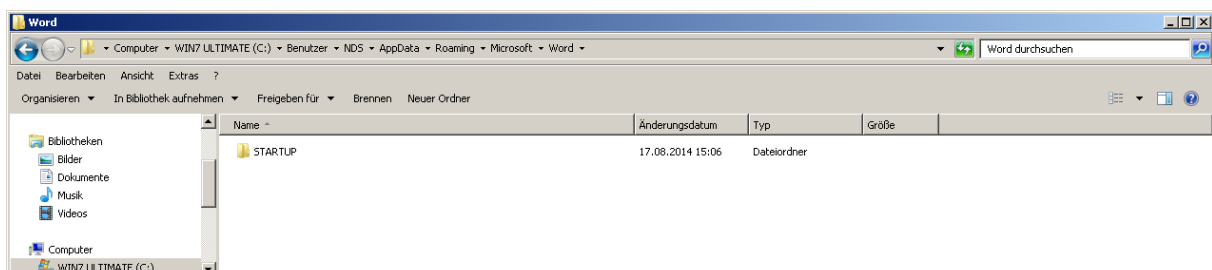 Word
Computer ▸ WIN7 ULTIMATE (C:) ▸ Benutzer ▸ NDS ▸ AppData ▸ Roaming ▸ Microsoft ▸ Word ▸ Word durchsuchen
Datei Bearbeiten Ansicht Extras ?
Organisieren In Bibliothek aufnehmen Freigeben für Brennen Neuer Ordner
Name Änderungsdatum Typ Größe
Bibliotheken
STARTUP 17.08.2014 15:06 Dateiordner
Bilder
Dokumente
Musik
Videos
Computer
WIN7 ULTIMATE (C:)